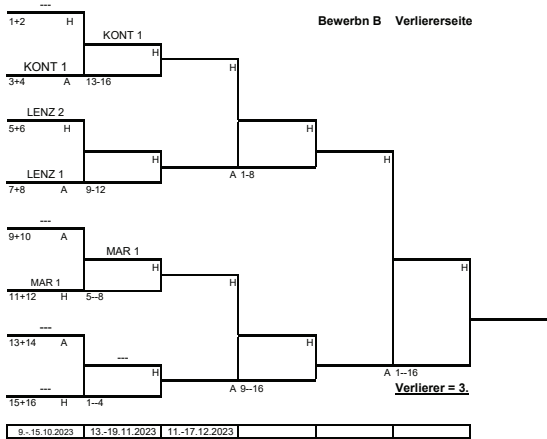 ---
Bewerbn B Verliererseite
1+2 H
KONT 1
H
KONT 1
H
3+4 A 13-16
LENZ 2
5+6 H
H
H
H
LENZ 1
A 1-8
7+8 A 9-12
---
9+10 A
MAR 1
H
H
MAR 1
H
11+12 H 5--8
---
13+14 A
H
---
H
A 1--16
---
A 9--16
Verlierer = 3.
15+16 H 1--4
9.-.15.10.2023 13.-19.11.2023 11.-17.12.2023